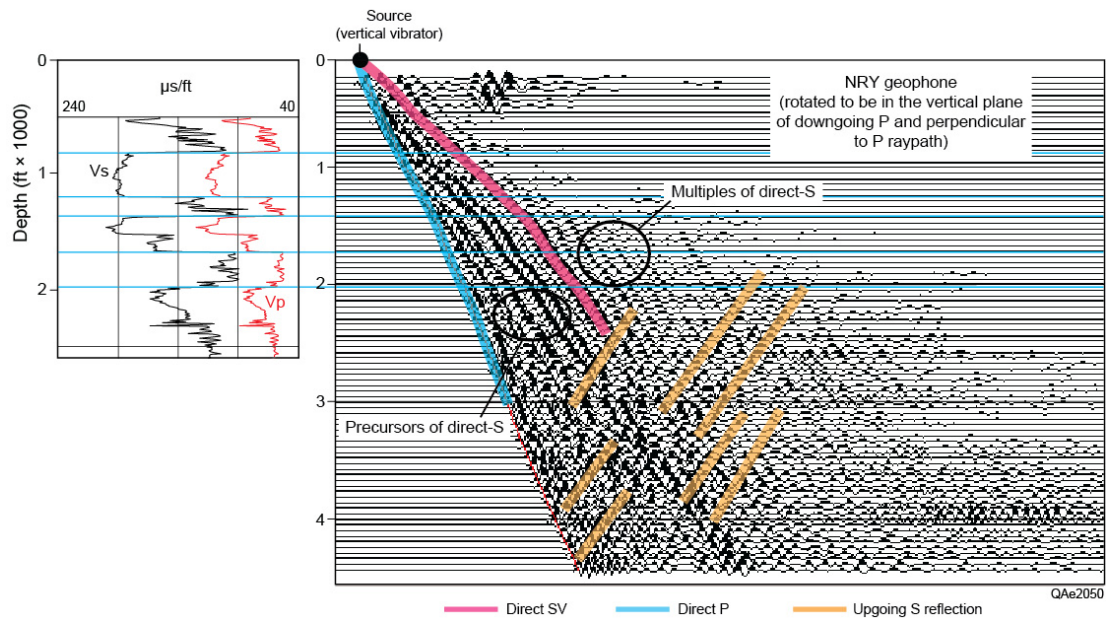 Source
(vertical vibrator)
0
µs/ft
240
40
Depth (ft × 1000)
Vs
1
2
Vp
0
NRY geophone
(rotated to be in the vertical plane
of downgoing P and perpendicular
to P raypath)
1
Multiples of direct-S
2
3
Precursors of direct-S
4
QAe2050
Direct SV
Direct P
Upgoing S reflection